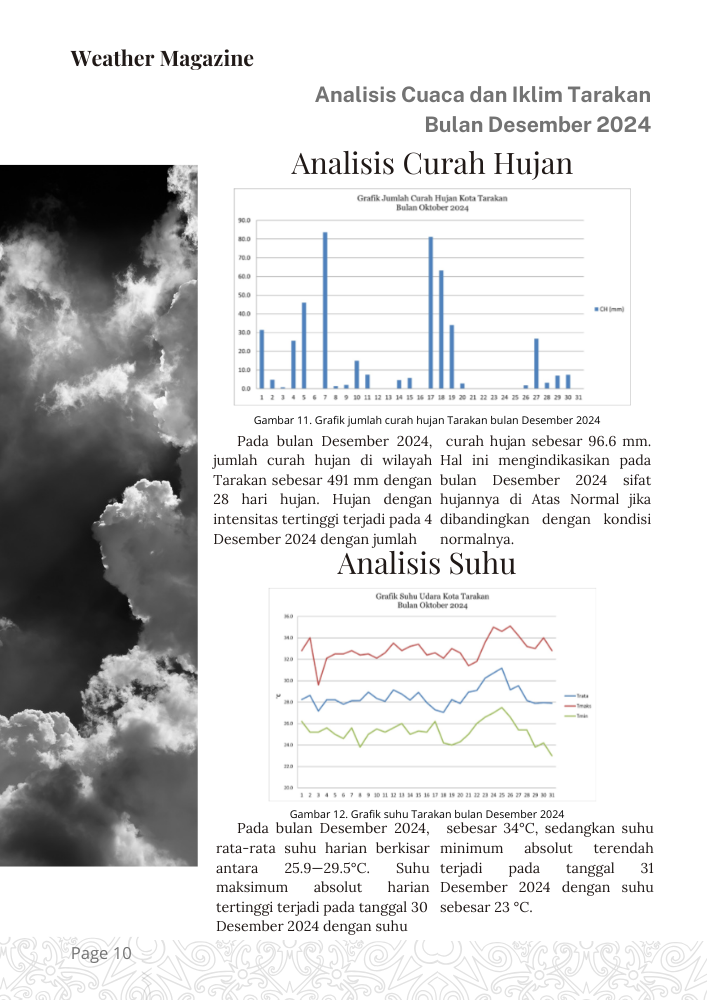 Weather Magazine
Analisis Cuaca dan Iklim Tarakan
Bulan Desember 2024
Analisis Curah Hujan
Grafik Jumlah Curah Hujan Kota Tarakan
Bulan Oktober 2024
90.0
80.0
70.0
60.0
50.0
40.0
30.0
20.0
10.0
0.0
1 2 3 4 5 6 7 8 9 10 11 12 13 14 15 16 17 18 19 20 21 22 23 24 25 26 27 28 29 30 31
CH (mm)
Gambar 11. Grafik jumlah curah hujan Tarakan bulan Desember 2024
Pada bulan Desember 2024,
jumlah curah hujan di wilayah
Tarakan sebesar 491 mm dengan
28 hari hujan. Hujan dengan
intensitas tertinggi terjadi pada 4
Desember 2024 dengan jumlah
curah hujan sebesar 96.6 mm.
Hal ini mengindikasikan pada
bulan Desember 2024 sifat
hujannya di Atas Normal jika
dibandingkan dengan kondisi
normalnya.
Analisis Suhu
Grafik Suhu Udara Kota Tarakan
Bulan Oktober 2024
36.0
34.0
32.0
30.0
28.0
26.0
24.0
22.0
20.0
°C
1 2 3 4 5 6 7 8 9 10 11 12 13 14 15 16 17 18 19 20 21 22 23 24 25 26 27 28 29 30 31
Trata
Tmaks
Tmin
Gambar 12. Grafik suhu Tarakan bulan Desember 2024
Pada bulan Desember 2024,
rata-rata suhu harian berkisar
antara 25.9—29.5°C. Suhu
maksimum absolut harian
tertinggi terjadi pada tanggal 30
Desember 2024 dengan suhu
sebesar 34°C, sedangkan suhu
minimum absolut terendah
terjadi pada tanggal 31
Desember 2024 dengan suhu
sebesar 23 °C.
Page 10